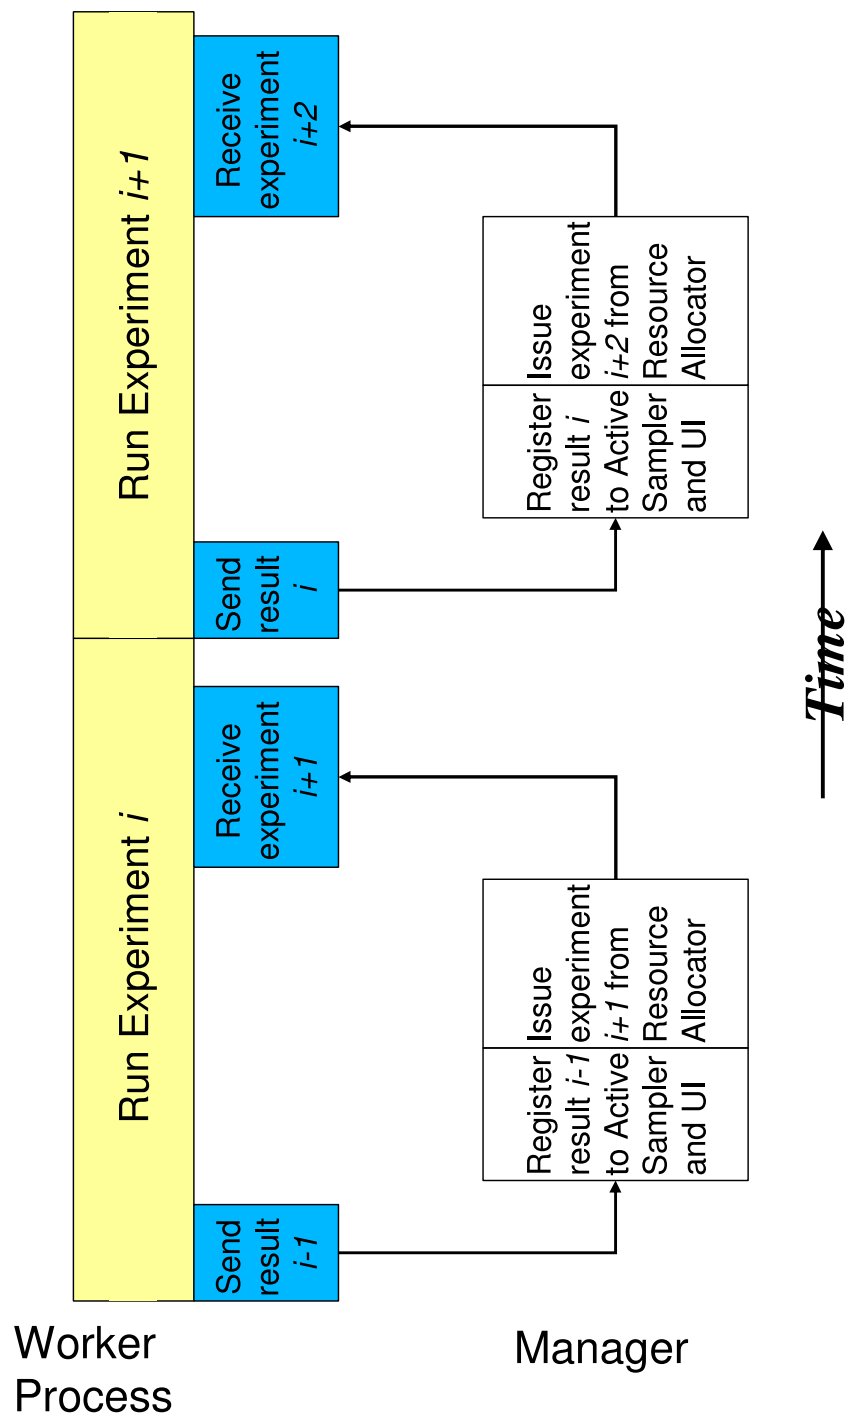 Run Experiment i
Run Experiment i+1
Send
result
i-1
Receive
experiment
i+1
Send
result
i
Receive
experiment
i+2
Register
result i-1
to Active
Sampler
and UI
Issue
experiment
i+1 from
Resource
Allocator
Register
result i
to Active
Sampler
and UI
Issue
experiment
i+2 from
Resource
Allocator
Time
Worker
Process
Manager